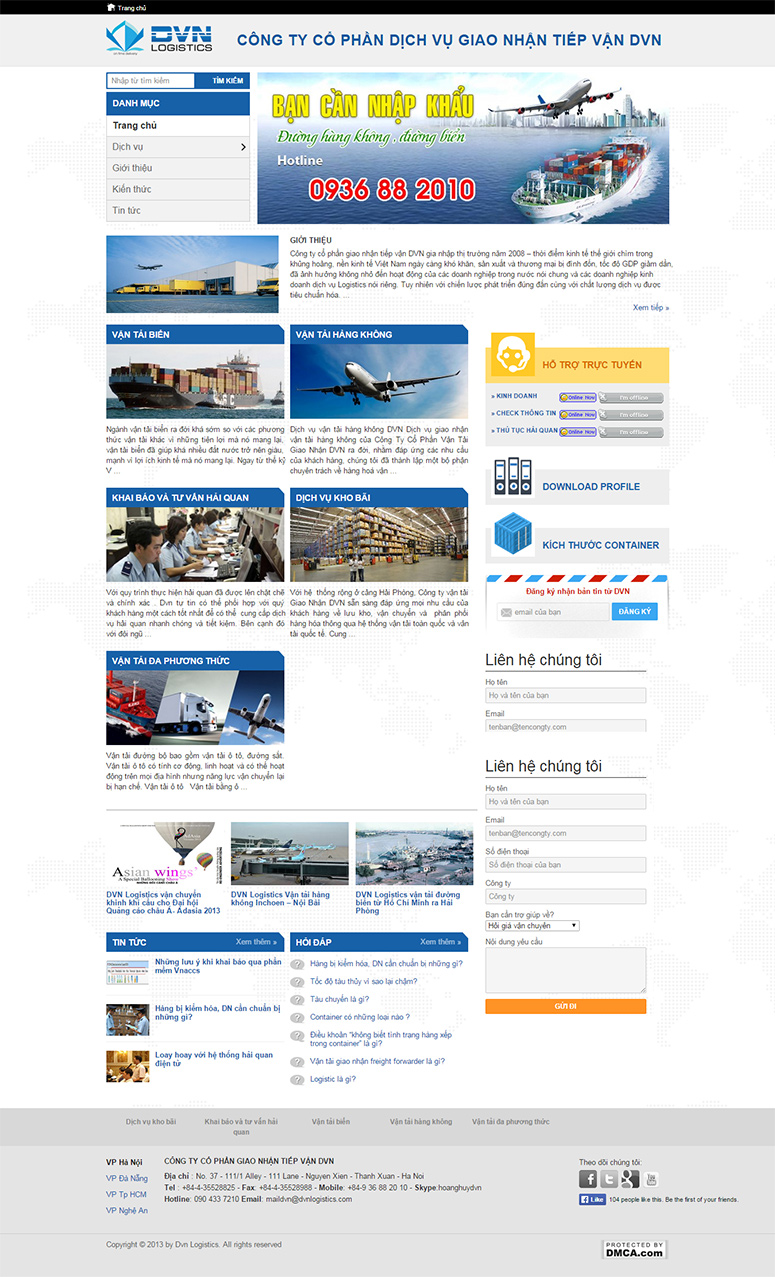 Trang chủ
DVN
LOGISTICS
CÔNG TY CỔ PHẦN DỊCH VỤ GIAO NHẬN TIẾP VẬN DVN
Nhập từ tìm kiếm
TÌM KIẾM
DANH MỤC
Trang chủ
Dịch vụ
Giới thiệu
Kiến thức
Tin tức
BẠN CẦN NHẬP KHẨU
Đường hàng không , đường biển
Hotline
0936 88 2010
GIỚI THIỆU
Công ty cổ phần giao nhận tiếp vận DVN gia nhập thị trường năm 2008 – thời điểm kinh tế thế giới chìm trong
khủng hoảng, nền kinh tế Việt Nam ngày càng khó khăn, sản xuất và thương mại bị đình đốn, tốc độ GDP giảm dần,
đã ảnh hưởng không nhỏ đến hoạt động của các doanh nghiệp trong nước nói chung và các doanh nghiệp kinh
doanh dịch vụ Logistics nói riêng. Tuy nhiên với chiến lược phát triển đúng đắn cùng với chất lượng dịch vụ được
tiêu chuẩn hóa. ...
Xem tiếp »
VẬN TẢI BIỂN
Ngành vận tải biển ra đời khá sớm so với các phương
thức vận tải khác vì những tiện lợi mà nó mang lại,
vận tải biển đã giúp khá nhiều đất nước trở nên giàu,
mạnh vì lợi ích kinh tế mà nó mang lại. Ngay từ thế kỷ
V ...
VẬN TẢI HÀNG KHÔNG
Dịch vụ vận tải hàng không DVN Dịch vụ giao nhận
vận tải hàng không của Công Ty Cổ Phần Vận Tải
Giao Nhận DVN ra đời, nhằm đáp ứng các nhu cầu
của khách hàng, chúng tôi đã thành lập một bộ phận
chuyên trách về hàng hoá vận ...
HỖ TRỢ TRỰC TUYẾN
» KINH DOANH
Online Now
I'm offline
» CHECK THÔNG TIN
Online Now
I'm offline
» THỦ TỤC HẢI QUAN
Online Now
I'm offline
DOWNLOAD PROFILE
KÍCH THƯỚC CONTAINER
Đăng ký nhận bản tin từ DVN
email của bạn
ĐĂNG KÝ
KHAI BÁO VÀ TƯ VẤN HẢI QUAN
Với quy trình thực hiện hải quan đã được lên chặt chẽ
và chính xác . Dvn tự tin có thể phối hợp với quý
khách hàng một cách tốt nhất để có thể cung cấp dịch
vụ hải quan nhanh chóng và tiết kiệm. Bên cạnh đó
với đội ngũ ...
DỊCH VỤ KHO BÃI
Với hệ thống rộng ở cảng Hải Phòng, Công ty vận tải
Giao Nhận DVN sẵn sàng đáp ứng mọi nhu cầu của
khách hàng về lưu kho, vận chuyển và phân phối
hàng hóa thông qua hệ thống vận tải toàn quốc và vận
tải quốc tế. Cung ...
VẬN TẢI ĐA PHƯƠNG THỨC
Vận tải đường bộ bao gồm vận tải ô tô, đường sắt.
Vận tải ô tô có tính cơ động, linh hoạt và có thể hoạt
động trên mọi địa hình nhưng năng lực vận chuyển lại
bị hạn chế. Vận tải ô tô Vận tải bằng ô ...
Liên hệ chúng tôi
Họ tên
Họ và tên của bạn
Email
tenban@tencongty.com
Liên hệ chúng tôi
Họ tên
Họ và tên của bạn
Email
tenban@tencongty.com
Số điện thoại
Số điện thoại của bạn
Công ty
Công ty
Bạn cần trợ giúp về?
Hỏi giá vận chuyển
Nội dung yêu cầu
GỬI ĐI
Asian wings'
DVN Logistics vận chuyển
khinh khí cầu cho Đại hội
Quảng cáo châu Á- Adasia 2013
DVN Logistics Vận tải hàng
không Inchoen – Nội Bài
DVN Logistics vận tải đường
biển từ Hồ Chí Minh ra Hải
Phòng
TIN TỨC
Xem thêm »
Những lưu ý khi khai báo qua phần
mềm Vnaccs
Hàng bị kiểm hóa, DN cần chuẩn bị
những gì?
Loay hoay với hệ thống hải quan
điện tử
HỎI ĐÁP
Xem thêm »
Hàng bị kiểm hóa, DN cần chuẩn bị những gì?
Tốc độ tàu thủy vì sao lại chậm?
Tàu chuyến là gì?
Container có những loại nào ?
Điều khoản “không biết tình trạng hàng xếp
trong container” là gì?
Vận tải giao nhận freight forwarder là gì?
Logistic là gì?
Dịch vụ kho bãi
Khai báo và tư vấn hải
quan
Vận tải biển
Vận tải hàng không
Vận tải đa phương thức
VP Hà Nội
VP Đà Nẵng
VP Tp HCM
VP Nghệ An
CÔNG TY CỔ PHẦN GIAO NHẬN TIẾP VẬN DVN
Địa chỉ : No. 37 - 111/1 Alley - 111 Lane - Nguyen Xien - Thanh Xuan - Ha Noi
Tel : +84-4-35528825 - Fax: +84-4-35528988 - Mobile: +84-9 36 88 20 10 - Skype:hoanghuydvn
Hotline: 090 433 7210 Email: maildvn@dvnlogistics.com
Theo dõi chúng tôi:
Like
104 people like this. Be the first of your friends.
Copyright © 2013 by Dvn Logistics. All rights reserved
PROTECTED BY
DMCA.com